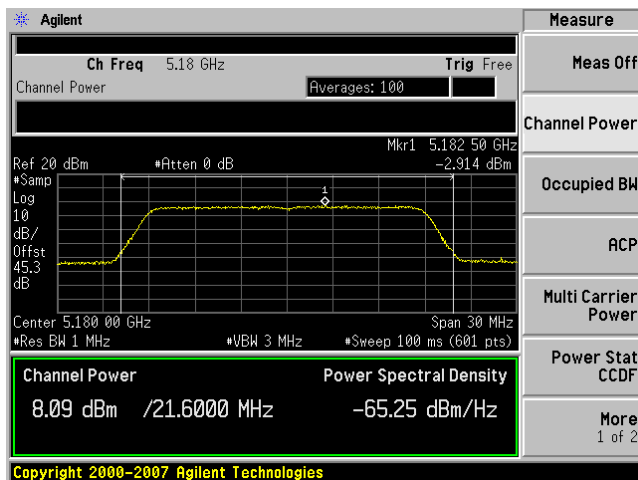 Agilent
Measure
Ch Freq 5.18 GHz Trig Free
Channel Power Averages: 100
Mkr1 5.182 50 GHz
Ref 20 dBm #Atten 0 dB -2.914 dBm
#Samp
Log
10
dB/
Offst
45.3
dB
1
Center 5.180 00 GHz Span 30 MHz
#Res BW 1 MHz #VBW 3 MHz #Sweep 100 ms (601 pts)
Channel Power Power Spectral Density
8.09 dBm /21.6000 MHz -65.25 dBm/Hz
Copyright 2000-2007 Agilent Technologies
Meas Off
Channel Power
Occupied BW
ACP
Multi Carrier
Power
Power Stat
CCDF
More
1 of 2